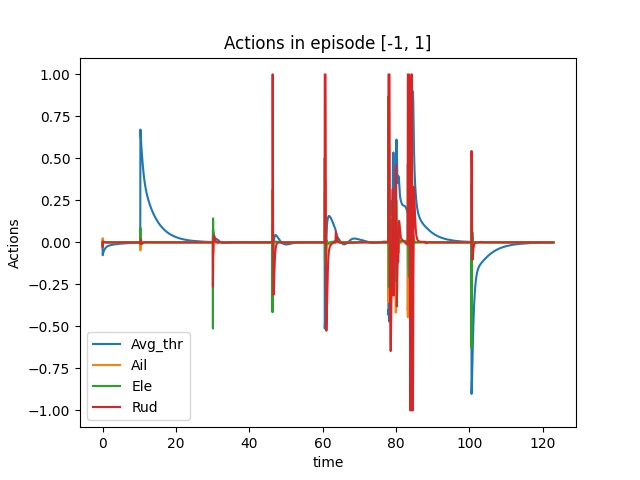 Actions in episode [-1, 1]
1.00
0.75
0.50
0.25
0.00
−0.25
−0.50
−0.75
−1.00
Actions
Avg_thr
Ail
Ele
Rud
0 20 40 60 80 100 120
time